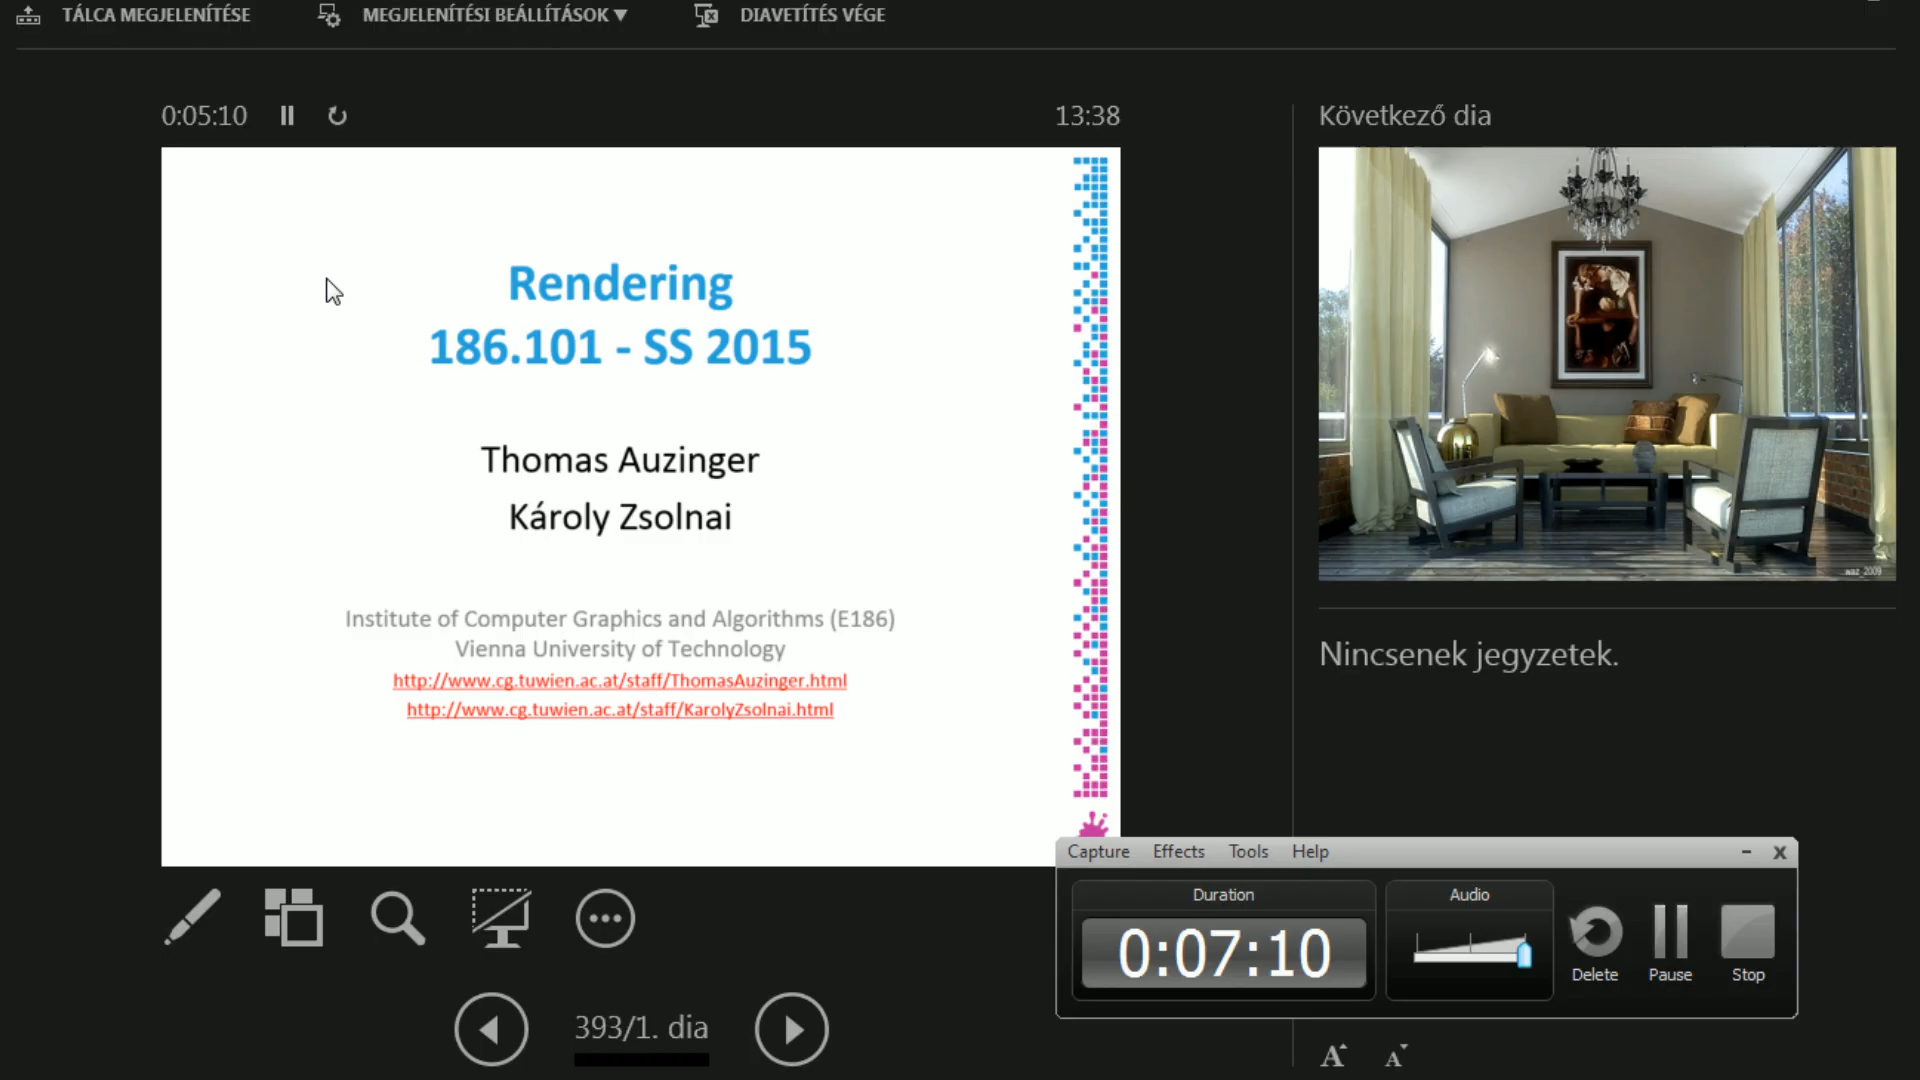 TÁLCA MEGJELENÍTÉSE
MEGJELENÍTÉSI BEÁLLÍTÁSOK ▼
DIAVETÍTÉS VÉGE
0:05:10
13:38
Következő dia
Rendering
186.101 - SS 2015
Thomas Auzinger
Károly Zsolnai
Institute of Computer Graphics and Algorithms (E186)
Vienna University of Technology
http://www.cg.tuwien.ac.at/staff/ThomasAuzinger.html
http://www.cg.tuwien.ac.at/staff/KarolyZsolnai.html
waz_2009
Nincsenek jegyzetek.
Capture Effects Tools Help
Duration
0:07:10
Audio
Delete
Pause
Stop
393/1. dia
A A